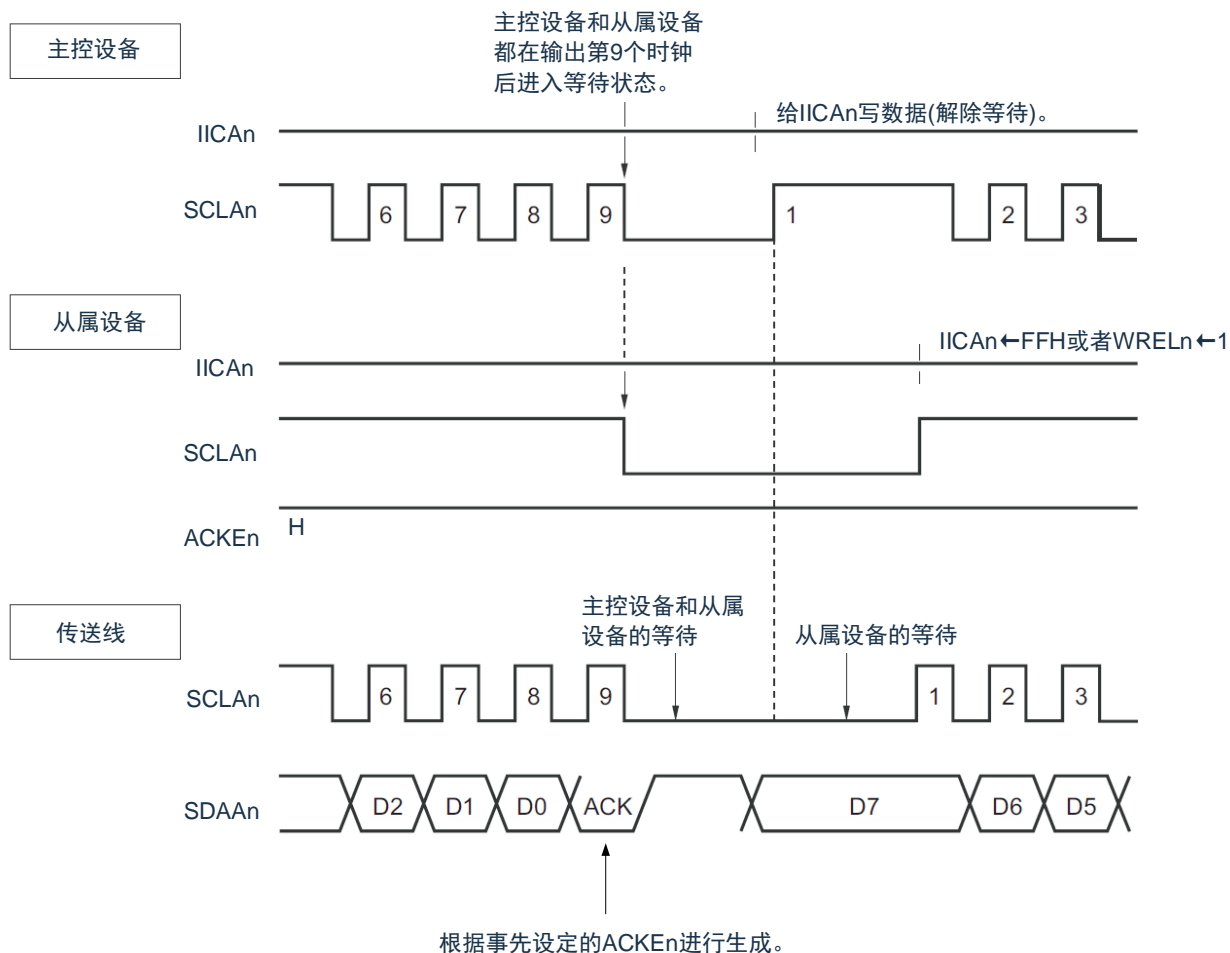 主控设备
主控设备和从属设备
都在输出第9个时钟
后进入等待状态。
给IICAn写数据(解除等待)。
IICAn
SCLAn
6 7 8 9 1 2 3
从属设备
IICAn←FFH或者WRELn←1
IICAn
SCLAn
H
ACKEn
传送线
主控设备和从属
设备的等待
从属设备的等待
SCLAn
6 7 8 9 1 2 3
SDAAn
D2 D1 D0 ACK D7 D6 D5
根据事先设定的ACKEn进行生成。